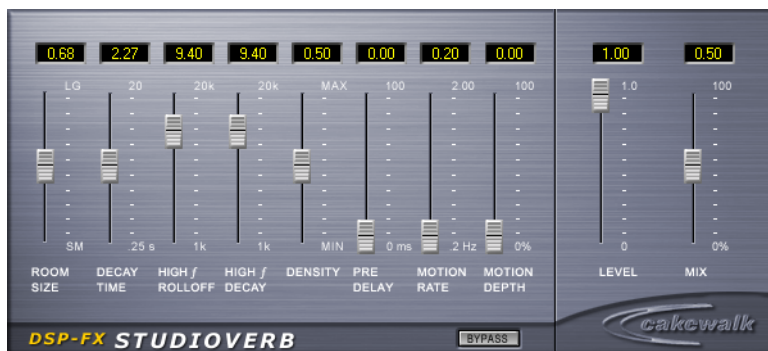 0.68 2.27 9.40 9.40 0.50 0.00 0.20 0.00 1.00 0.50
LG 20 20k 20k MAX 100 2.00 100 1.0 100
SM .25 s 1k 1k MIN 0 ms .2 Hz 0% 0 0%
ROOM SIZE
DECAY TIME
HIGH f ROLLOFF
HIGH f DECAY
DENSITY
PRE DELAY
MOTION RATE
MOTION DEPTH
LEVEL
MIX
DSP-FX STUDIOVERB
BYPASS
cakewalk